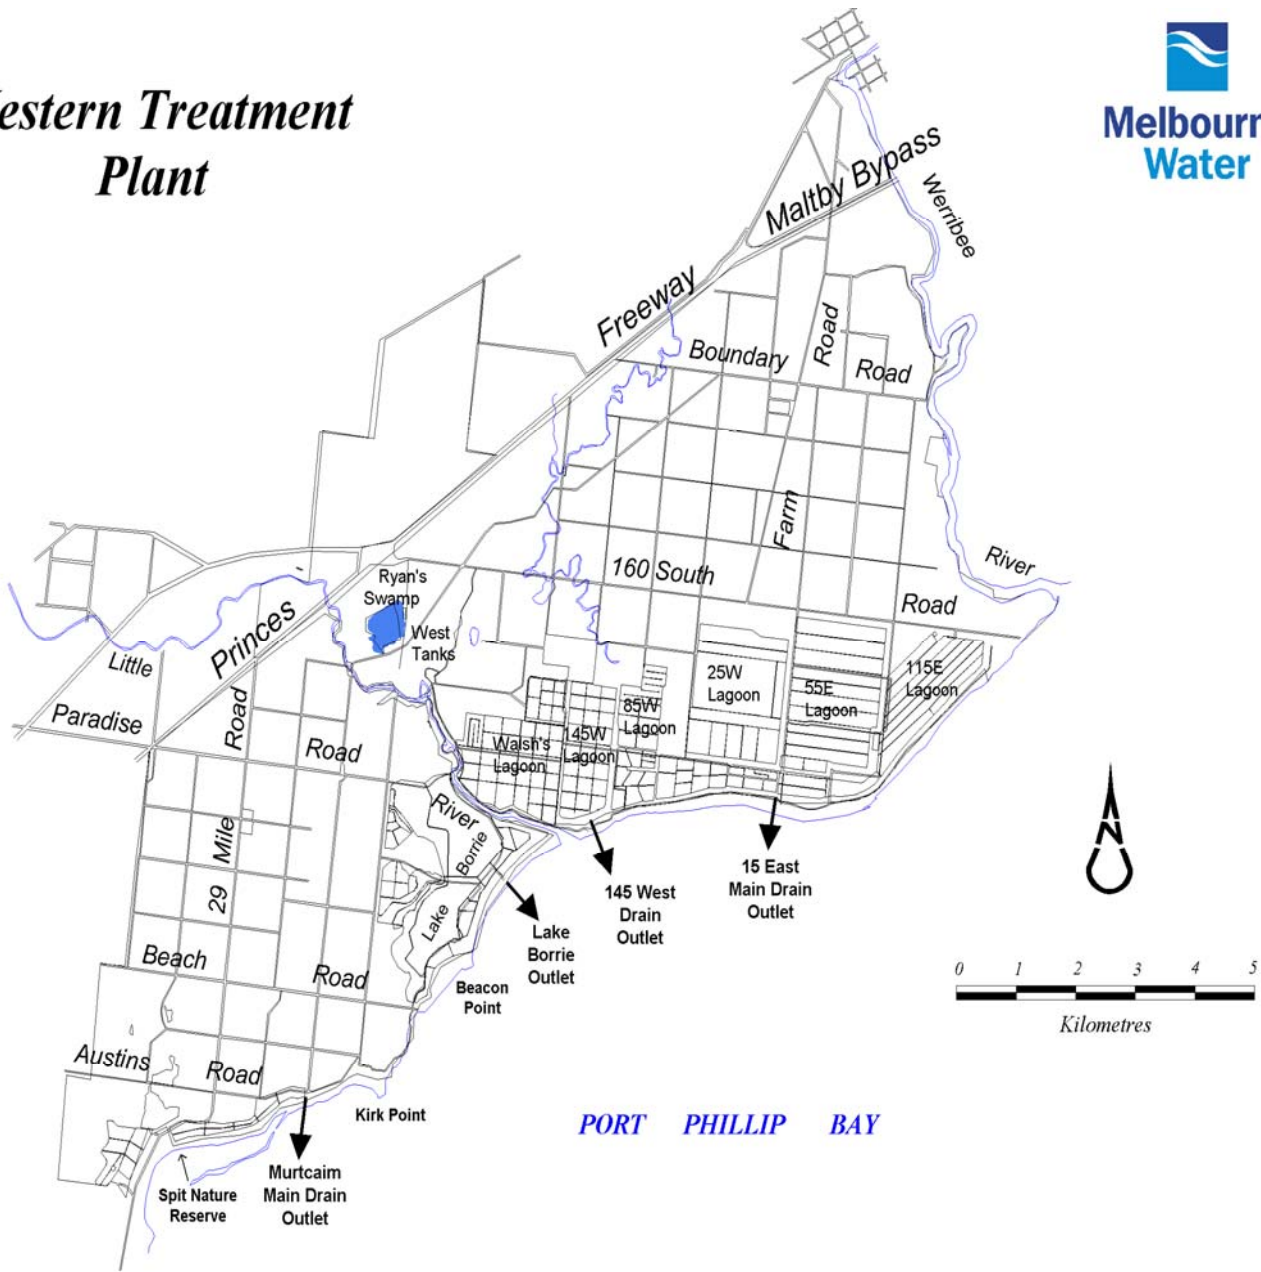 estern Treatment
Plant
Melbourn
Water
Maltby Bypass
Werribee
Freeway
Boundary
Road
Road
Farm
River
160 South
Road
Ryan's
Swamp
West
Tanks
Princes
Little
Paradise
Road
Road
25W
Lagoon
55E
Lagoon
115E
Lagoon
85W
Lagoon
145W
Lagoon
Walsh's
Lagoon
River
Borrie
Lake
29 Mile
N
145 West
Drain
Outlet
15 East
Main Drain
Outlet
Lake
Borrie
Outlet
Beach
Road
Beacon
Point
0 1 2 3 4 5
Kilometres
Austins
Road
Kirk Point
PORT PHILLIP BAY
Spit Nature
Reserve
Murtcaim
Main Drain
Outlet